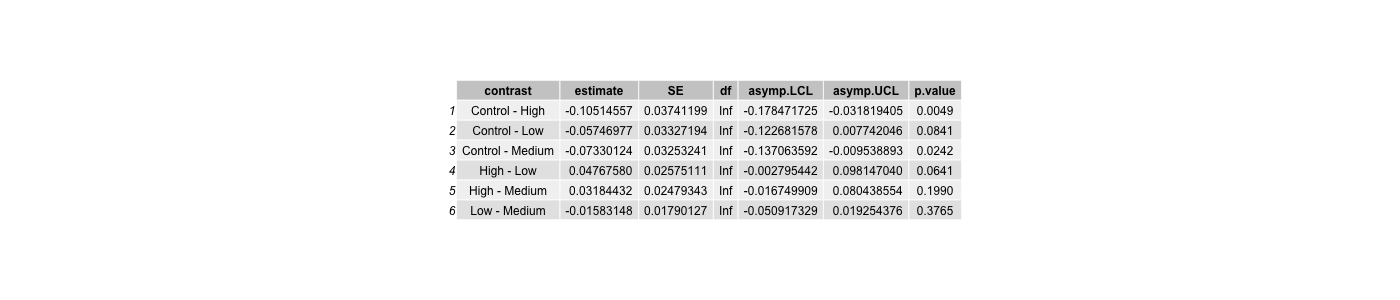 contrast estimate SE df asymp.LCL asymp.UCL p.value
1 Control - High -0.10514557 0.03741199 Inf -0.178471725 -0.031819405 0.0049
2 Control - Low -0.05746977 0.03327194 Inf -0.122681578 0.007742046 0.0841
3 Control - Medium -0.07330124 0.03253241 Inf -0.137063592 -0.009538893 0.0242
4 High - Low 0.04767580 0.02575111 Inf -0.002795442 0.098147040 0.0641
5 High - Medium 0.03184432 0.02479343 Inf -0.016749909 0.080438554 0.1990
6 Low - Medium -0.01583148 0.01790127 Inf -0.050917329 0.019254376 0.3765